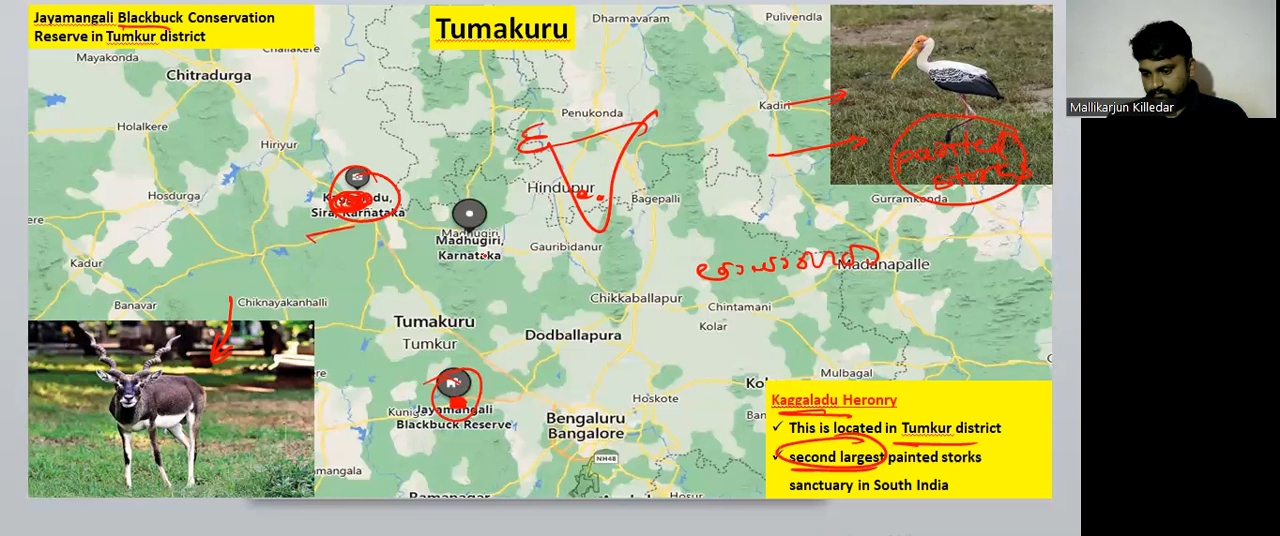 Jayamangali Blackbuck Conservation
Reserve in Tumkur district
Tumakuru
Mallikarjun Killedar
Dharmavaram
Pulivendla
Challakere
Mayakonda
Chitradurga
Kadiri
Penukonda
Holalkere
Hiriyur
painted
storks
Hindupur
Hosdurga
Sira, Karnataka
Bagepalli
Gurramkonda
Madhugiri
Madhugiri,
Karnataka
Gauribidanur
Kadur
Madanapalle
Banavar
Chiknayakanhalli
Chikkaballapur
Chintamani
Tumakuru
Tumkur
Dodballapura
Kolar
Mulbagal
Jayamangali
Blackbuck Reserve
Hoskote
Bengaluru
Bangalore
NH48
Kaggaladu Heronry
✓ This is located in Tumkur district
✓ second largest painted storks
sanctuary in South India